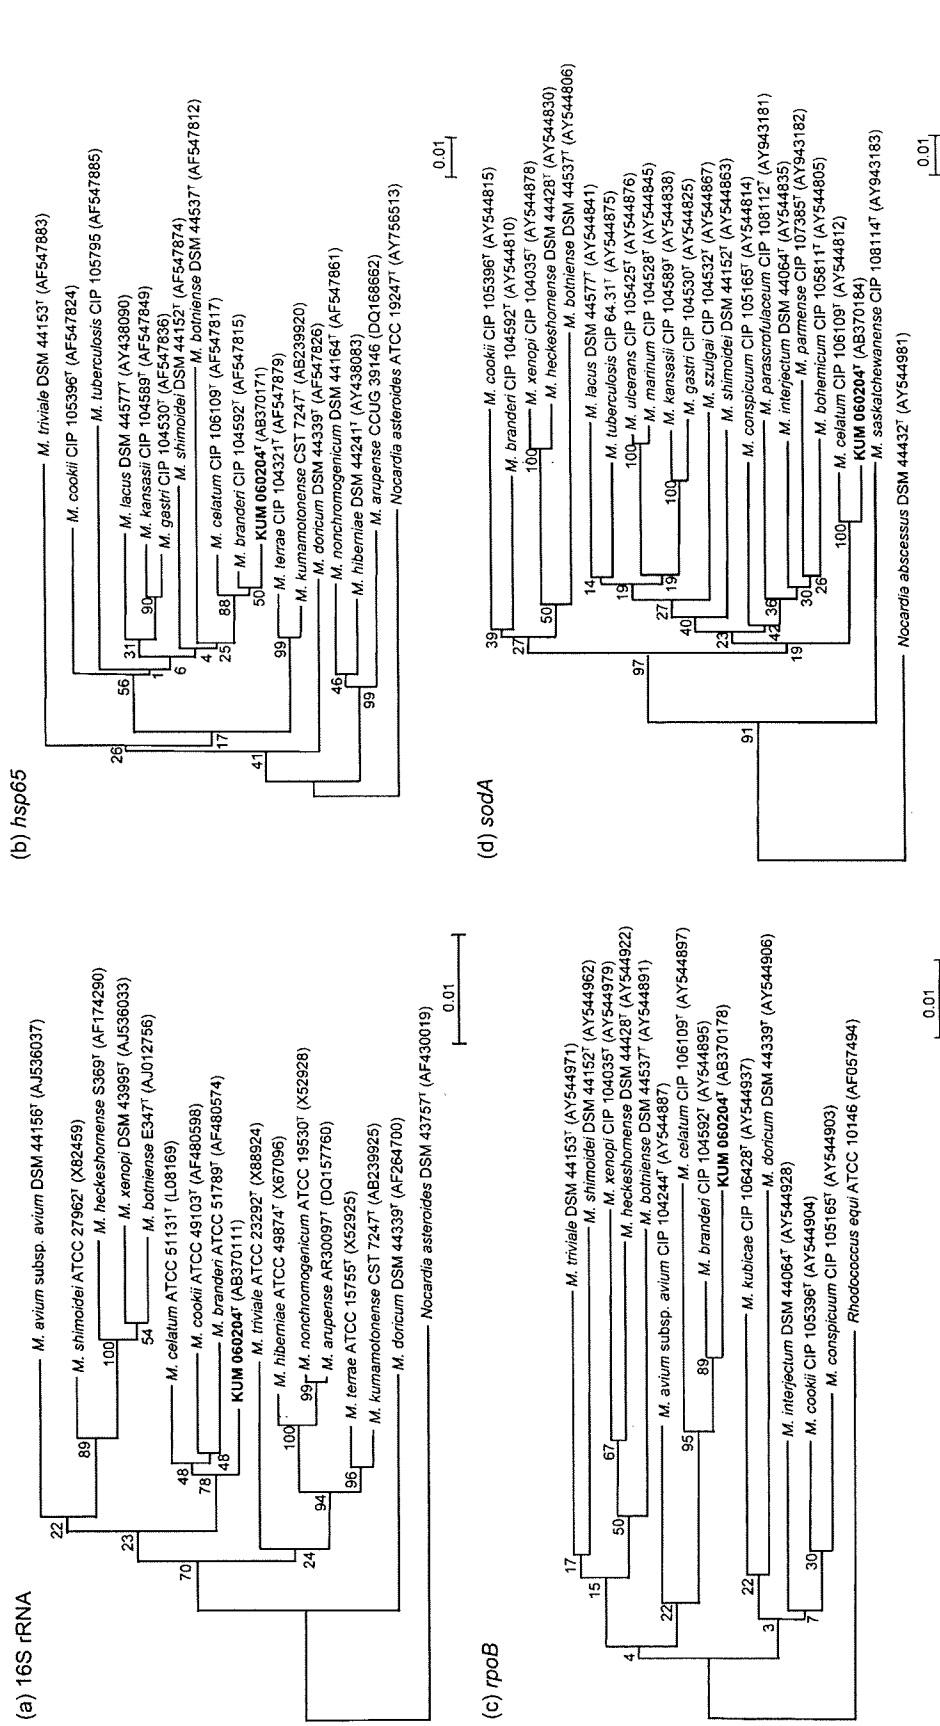 (a) 16S rRNA
M. avium subsp. avium DSM 44156ᵀ (AJ536037)
M. shimoidei ATCC 27962ᵀ (X82459)
M. heckeshornense S369ᵀ (AF174290)
M. xenopi DSM 43995ᵀ (AJ536033)
M. botniense E347ᵀ (AJ012756)
M. celatum ATCC 51131ᵀ (L08169)
M. cookii ATCC 49103ᵀ (AF480598)
M. branderi ATCC 51789ᵀ (AF480574)
KUM 060204ᵀ (AB370111)
M. triviale ATCC 23292ᵀ (X88924)
M. hiberniae ATCC 49874ᵀ (X67096)
M. nonchromogenicum ATCC 19530ᵀ (X52928)
M. arupense AR30097ᵀ (DQ157760)
M. terrae ATCC 15755ᵀ (X52925)
M. kumamotonense CST 7247ᵀ (AB239925)
M. doricum DSM 44339ᵀ (AF264700)
Nocardia asteroides DSM 43757ᵀ (AF430019)
22
89
100
54
23
48
48
78
70
100
99
94
96
24
0.01
(b) hsp65
M. triviale DSM 44153ᵀ (AF547883)
M. cookii CIP 105396ᵀ (AF547824)
M. tuberculosis CIP 105795 (AF547885)
M. lacus DSM 44577ᵀ (AY438090)
M. kansasii CIP 104589ᵀ (AF547849)
M. gastri CIP 104530ᵀ (AF547836)
M. shimoidei DSM 44152ᵀ (AF547874)
M. botniense DSM 44537ᵀ (AF547812)
M. celatum CIP 106109ᵀ (AF547817)
M. branderi CIP 104592ᵀ (AF547815)
KUM 060204ᵀ (AB370171)
M. terrae CIP 104321ᵀ (AF547879)
M. kumamotonense CST 7247ᵀ (AB239920)
M. doricum DSM 44339ᵀ (AF547826)
M. nonchromogenicum DSM 44164ᵀ (AF547861)
M. hiberniae DSM 44241ᵀ (AY438083)
M. arupense CCUG 39146 (DQ168662)
Nocardia asteroides ATCC 19247ᵀ (AY756513)
26
56
31
90
1
6
4
25
88
50
17
99
41
46
99
0.01
(c) rpoB
M. triviale DSM 44153ᵀ (AY544971)
M. shimoidei DSM 44152ᵀ (AY544962)
M. xenopi CIP 104035ᵀ (AY544979)
M. heckeshornense DSM 44428ᵀ (AY544922)
M. botniense DSM 44537ᵀ (AY544891)
M. avium subsp. avium CIP 104244ᵀ (AY544887)
M. celatum CIP 106109ᵀ (AY544897)
M. branderi CIP 104592ᵀ (AY544895)
KUM 060204ᵀ (AB370178)
M. kubicae CIP 106428ᵀ (AY544937)
M. doricum DSM 44339ᵀ (AY544906)
M. interjectum DSM 44064ᵀ (AY544928)
M. cookii CIP 105396ᵀ (AY544904)
M. conspicuum CIP 105165ᵀ (AY544903)
Rhodococcus equi ATCC 10146 (AF057494)
17
15
67
50
4
22
95
89
22
3
30
7
0.01
(d) sodA
M. cookii CIP 105396ᵀ (AY544815)
M. branderi CIP 104592ᵀ (AY544810)
M. xenopi CIP 104035ᵀ (AY544878)
M. heckeshornense DSM 44428ᵀ (AY544830)
M. botniense DSM 44537ᵀ (AY544806)
M. lacus DSM 44577ᵀ (AY544841)
M. tuberculosis CIP 64.31ᵀ (AY544875)
M. ulcerans CIP 105425ᵀ (AY544876)
M. marinum CIP 104528ᵀ (AY544845)
M. kansasii CIP 104589ᵀ (AY544838)
M. gastri CIP 104530ᵀ (AY544825)
M. szulgai CIP 104532ᵀ (AY544867)
M. shimoidei DSM 44152ᵀ (AY544863)
M. conspicuum CIP 105165ᵀ (AY544814)
M. parascrofulaceum CIP 108112ᵀ (AY943181)
M. interjectum DSM 44064ᵀ (AY544835)
M. parmense CIP 107385ᵀ (AY943182)
M. bohemicum CIP 105811ᵀ (AY544805)
M. celatum CIP 106109ᵀ (AY544812)
KUM 060204ᵀ (AB370184)
M. saskatchewanense CIP 108114ᵀ (AY943183)
Nocardia abscessus DSM 44432ᵀ (AY544981)
39
27
100
50
97
14
19
100
19
100
27
40
23
42
36
30
26
19
100
91
0.01